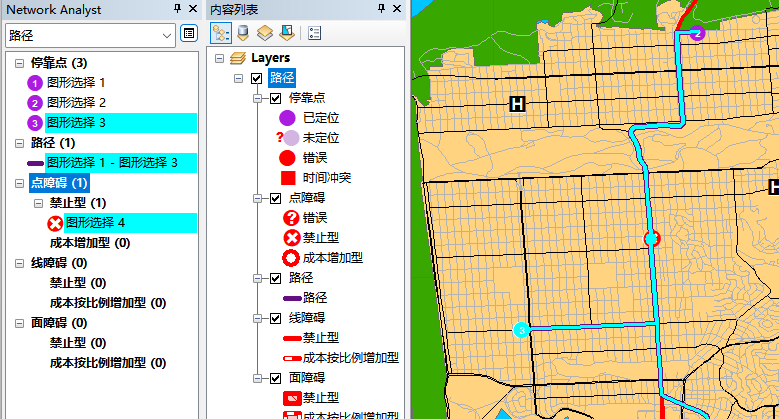 Network Analyst
路径
停靠点 (3)
1 图形选择 1
2 图形选择 2
3 图形选择 3
路径 (1)
图形选择 1 - 图形选择 3
点障碍 (1)
禁止型 (1)
图形选择 4
成本增加型 (0)
线障碍 (0)
禁止型 (0)
成本按比例增加型 (0)
面障碍 (0)
禁止型 (0)
成本按比例增加型 (0)
内容列表
Layers
路径
停靠点
已定位
? 未定位
错误
时间冲突
点障碍
? 错误
禁止型
成本增加型
路径
路径
线障碍
禁止型
成本按比例增加型
面障碍
禁止型
成本按比例增加型
2
H
H
3